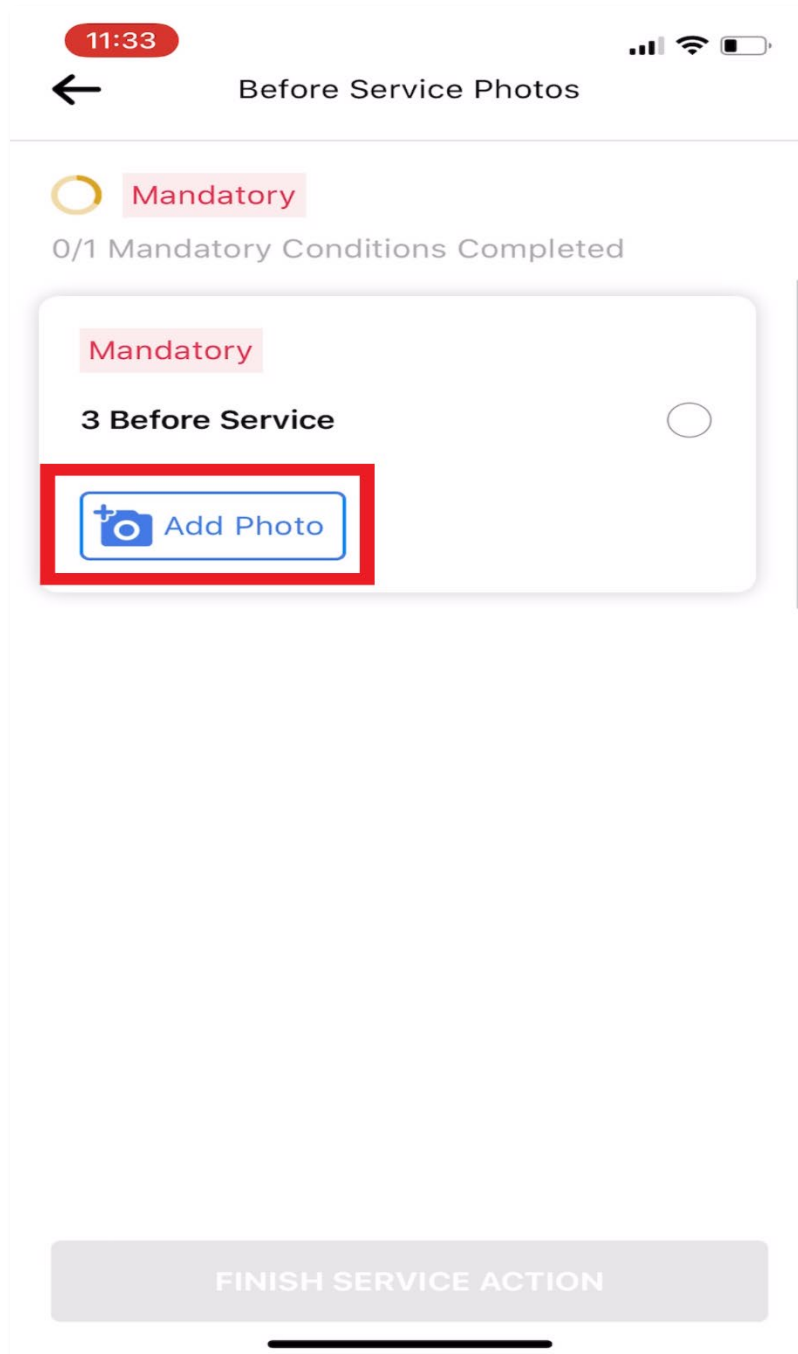 11:33
Before Service Photos
Mandatory
0/1 Mandatory Conditions Completed
Mandatory
3 Before Service
Add Photo
FINISH SERVICE ACTION